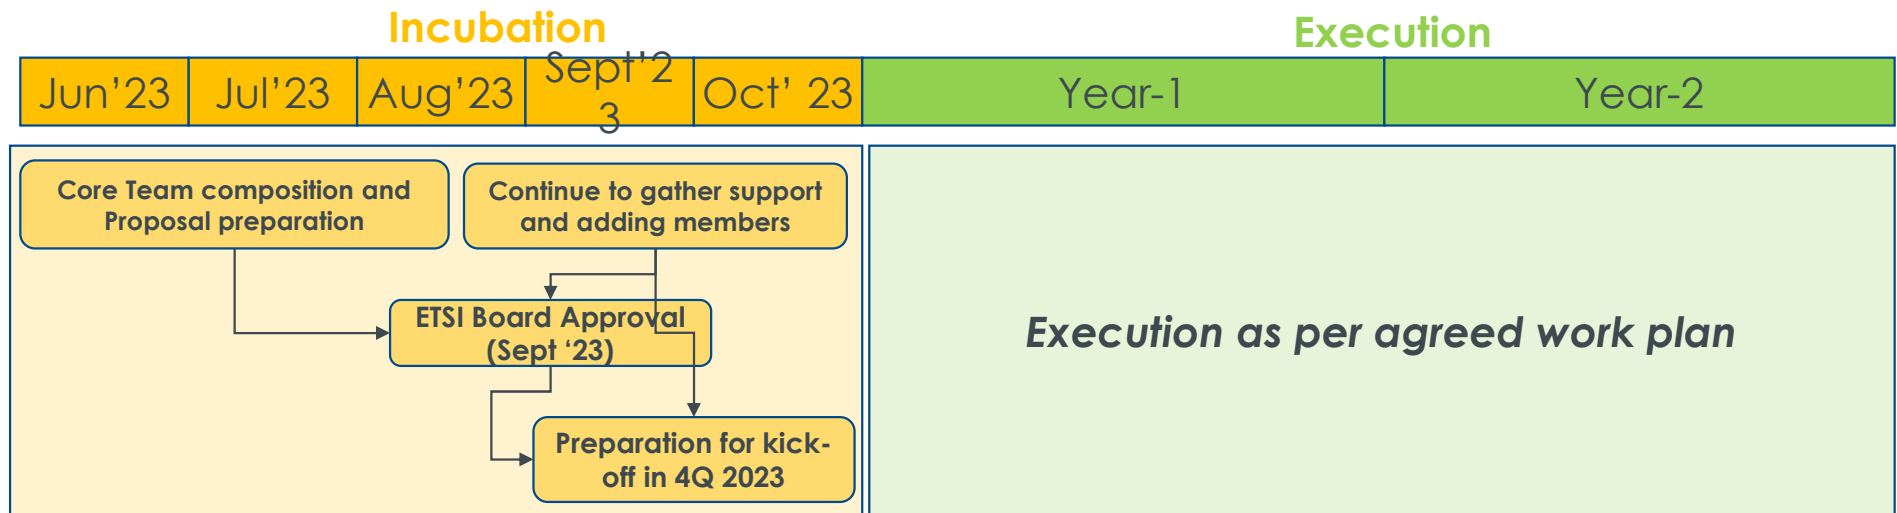 Incubation
Execution
Jun’23
Jul’23
Aug’23
Sept’2
3
Oct’ 23
Year-1
Year-2
Core Team composition and
Proposal preparation
Continue to gather support
and adding members
ETSI Board Approval
(Sept ‘23)
Preparation for kick-
off in 4Q 2023
Execution as per agreed work plan